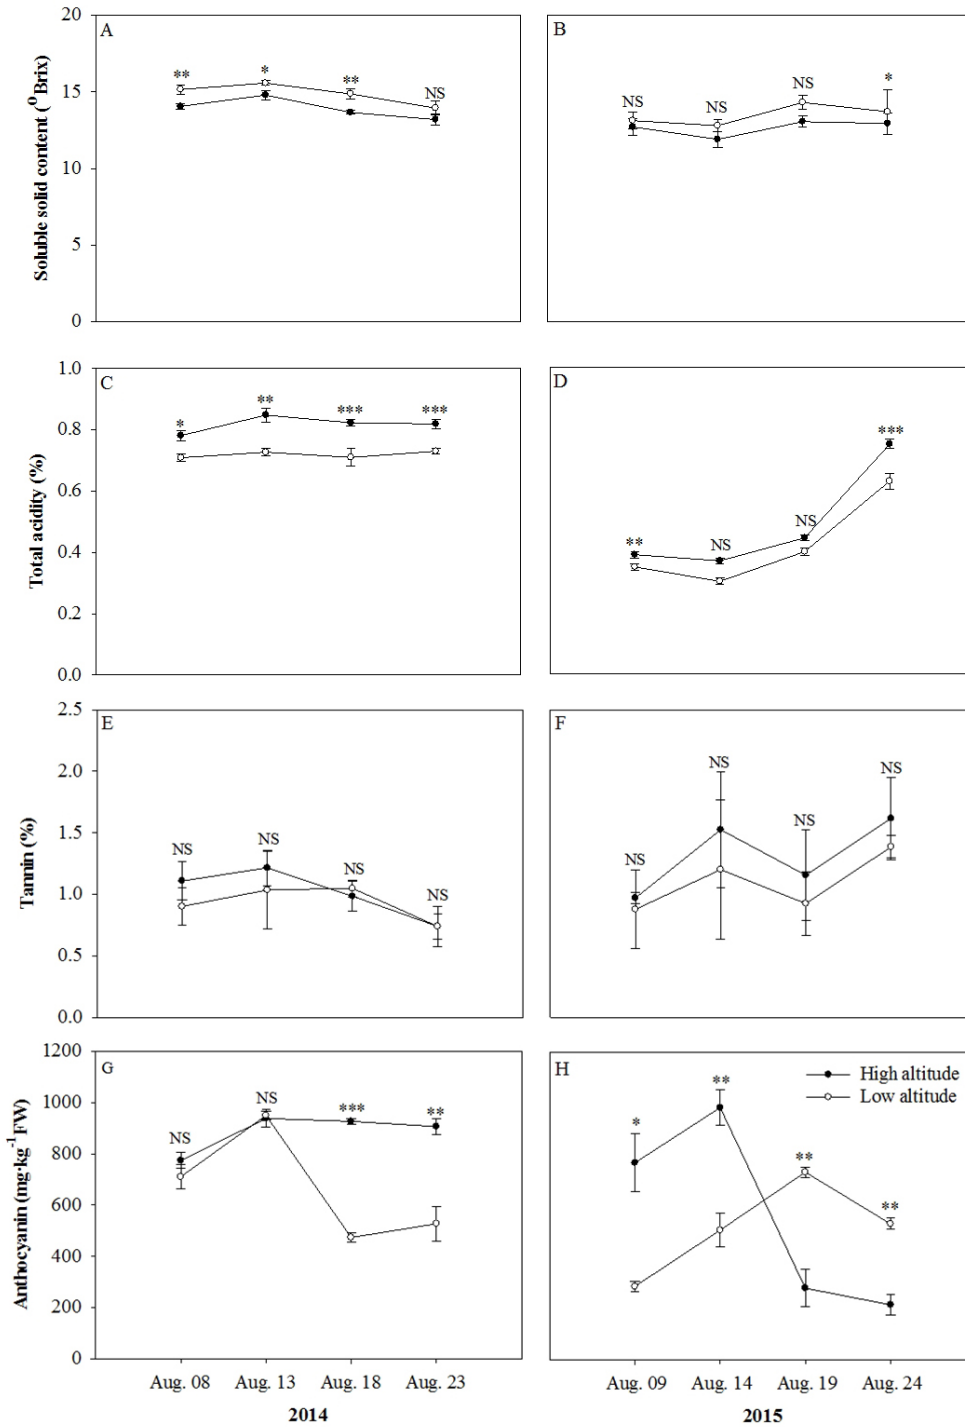 A
B
20
15
10
5
0
Soluble solid content (⁰Brix)
** * ** NS
NS NS NS *
C
D
1.0
0.8
0.6
0.4
0.2
0.0
Total acidity (%)
* ** *** ***
** NS NS ***
E
F
2.5
2.0
1.5
1.0
0.5
0.0
Tannin (%)
NS NS NS NS
NS NS NS NS
G
H
1200
1000
800
600
400
200
0
Anthocyanin (mg·kg⁻¹FW)
NS NS *** **
* ** ** **
High altitude
Low altitude
Aug. 08 Aug. 13 Aug. 18 Aug. 23
Aug. 09 Aug. 14 Aug. 19 Aug. 24
2014
2015